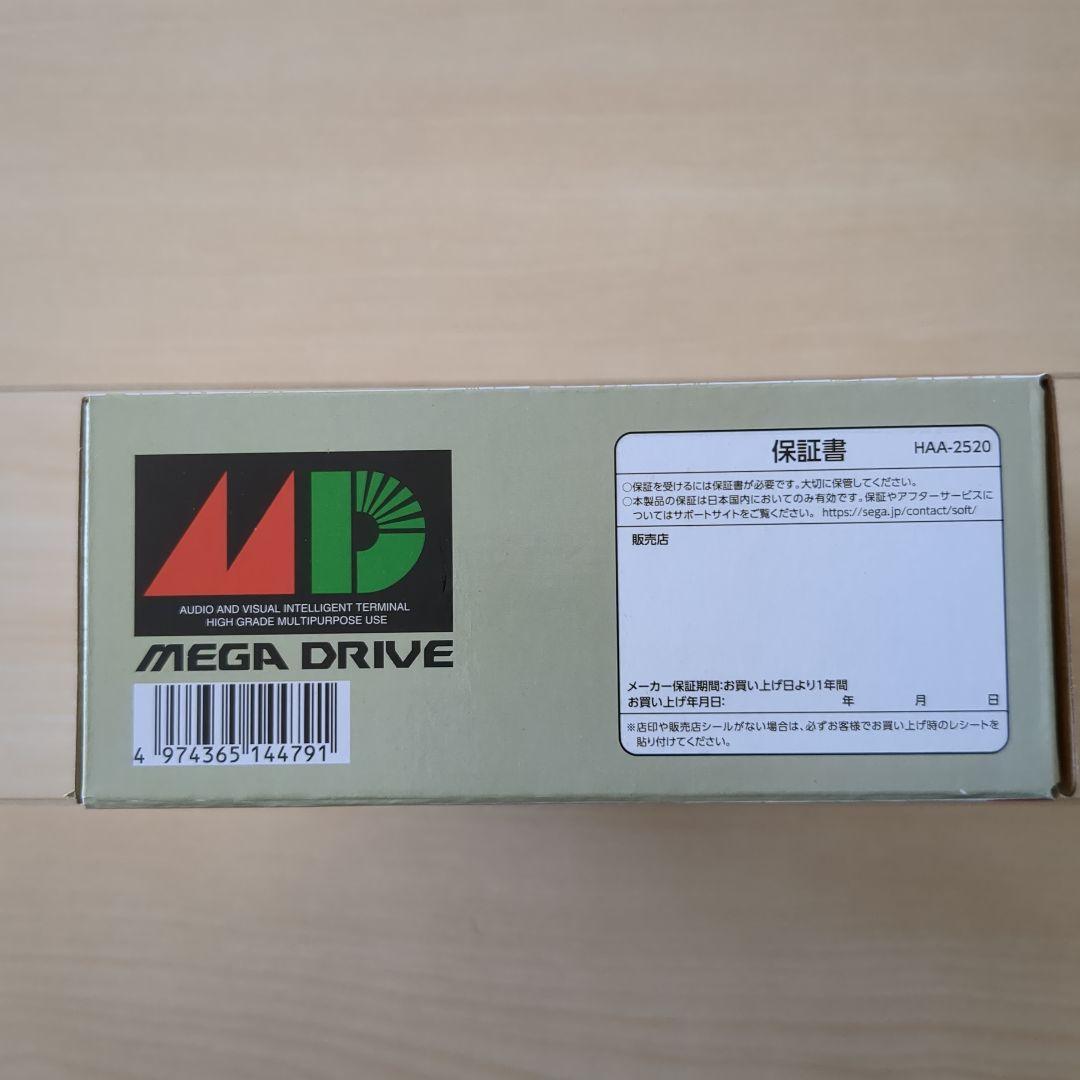 MD
AUDIO AND VISUAL INTELLIGENT TERMINAL
HIGH GRADE MULTIPURPOSE USE
MEGA DRIVE
4 974365 144791
保証書 HAA-2520
○保証を受けるには保証書が必要です。大切に保管してください。
○本製品の保証は日本国内においてのみ有効です。保証やアフターサービスに
ついてはサポートサイトをご覧ください。 https://sega.jp/contact/soft/
販売店
メーカー保証期間:お買い上げ日より1年間
お買い上げ年月日: 年 月 日
※店印や販売店シールがない場合は、必ずお客様でお買い上げ時のレシートを
貼り付けてください。